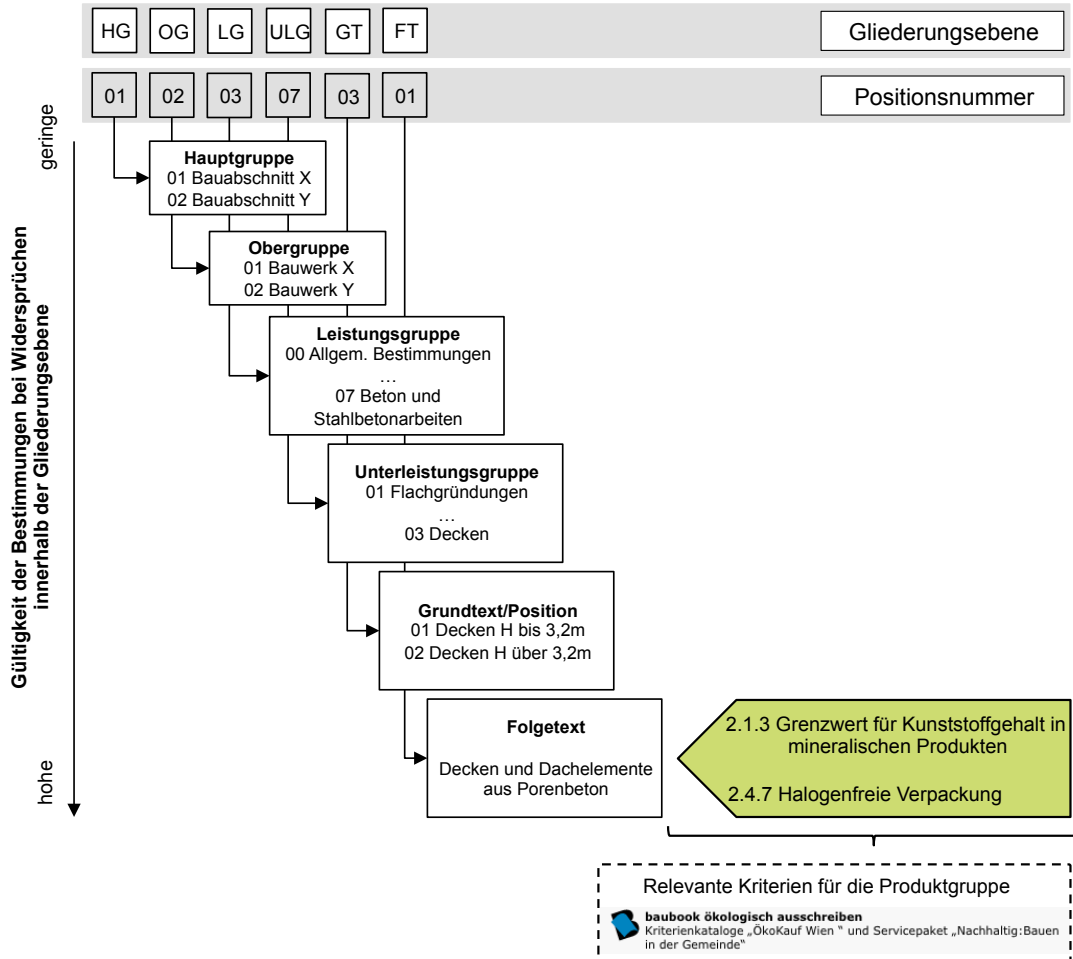 HG OG LG ULG GT FT
Gliederungsebene
01 02 03 07 03 01
Positionsnummer
geringe
Gültigkeit der Bestimmungen bei Widersprüchen
innerhalb der Gliederungsebene
hohe
Hauptgruppe
01 Bauabschnitt X
02 Bauabschnitt Y
Obergruppe
01 Bauwerk X
02 Bauwerk Y
Leistungsgruppe
00 Allgem. Bestimmungen
…
07 Beton und
Stahlbetonarbeiten
Unterleistungsgruppe
01 Flachgründungen
…
03 Decken
Grundtext/Position
01 Decken H bis 3,2m
02 Decken H über 3,2m
Folgetext
Decken und Dachelemente
aus Porenbeton
2.1.3 Grenzwert für Kunststoffgehalt in
mineralischen Produkten
2.4.7 Halogenfreie Verpackung
Relevante Kriterien für die Produktgruppe
baubook ökologisch ausschreiben
Kriterienkataloge „ÖkoKauf Wien “ und Servicepaket „Nachhaltig:Bauen
in der Gemeinde“